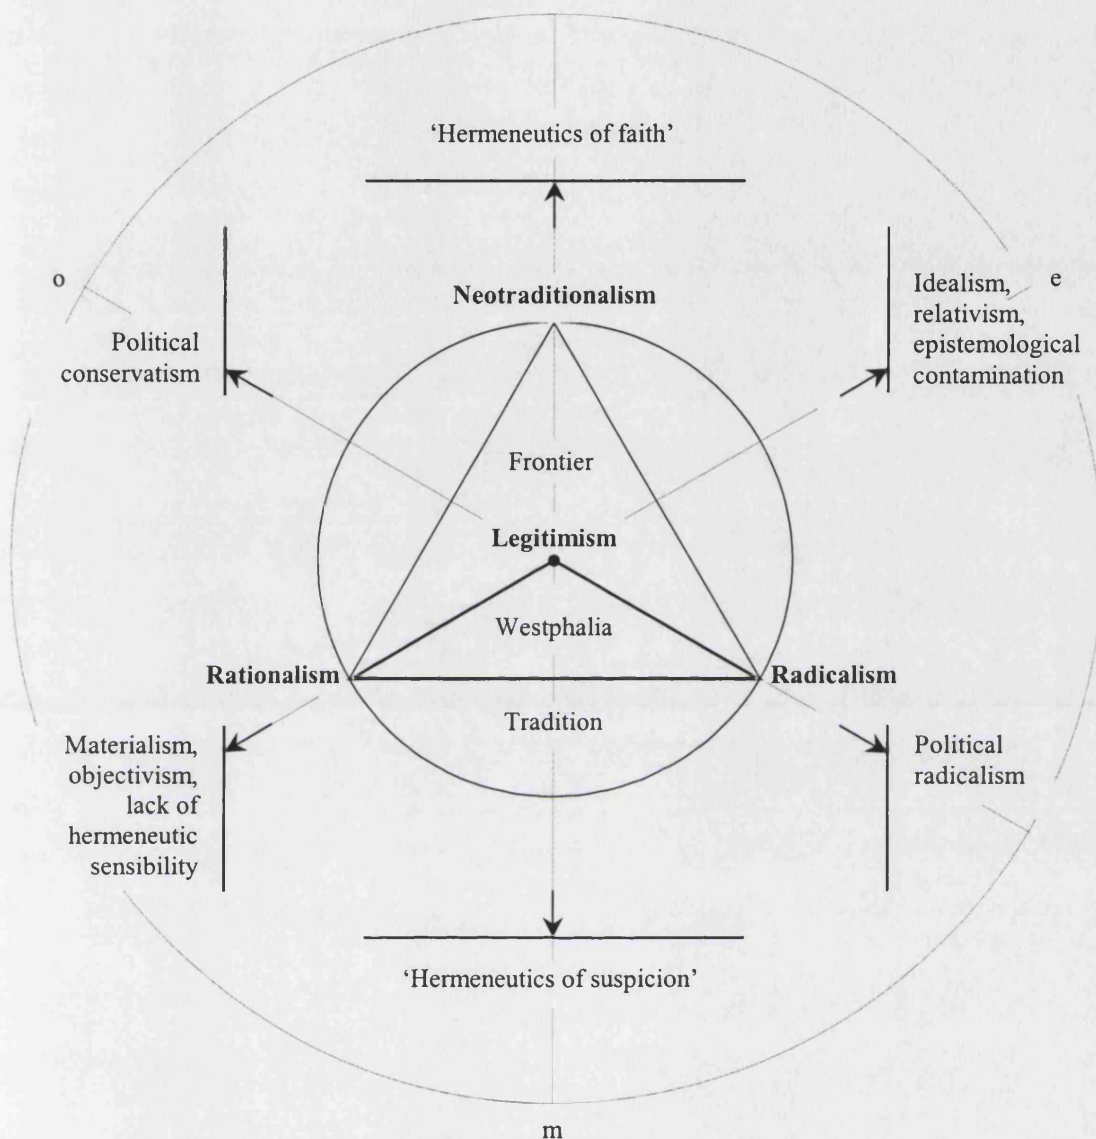 ‘Hermeneutics of faith’
o
Political
conservatism
Neotraditionalism
Idealism,
relativism,
epistemological
contamination
e
Frontier
Legitimism
Westphalia
Rationalism
Radicalism
Tradition
Materialism,
objectivism,
lack of
hermeneutic
sensibility
Political
radicalism
‘Hermeneutics of suspicion’
m